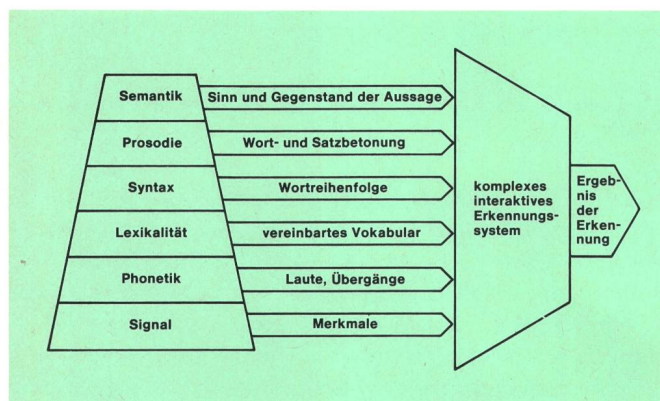 Semantik
Sinn und Gegenstand der Aussage
Prosodie
Wort- und Satzbetonung
Syntax
Wortreihenfolge
Lexikalität
vereinbartes Vokabular
Phonetik
Laute, Übergänge
Signal
Merkmale
komplexes
interaktives
Erkennungs-
system
Ergeb-
nis
der
Erken-
nung